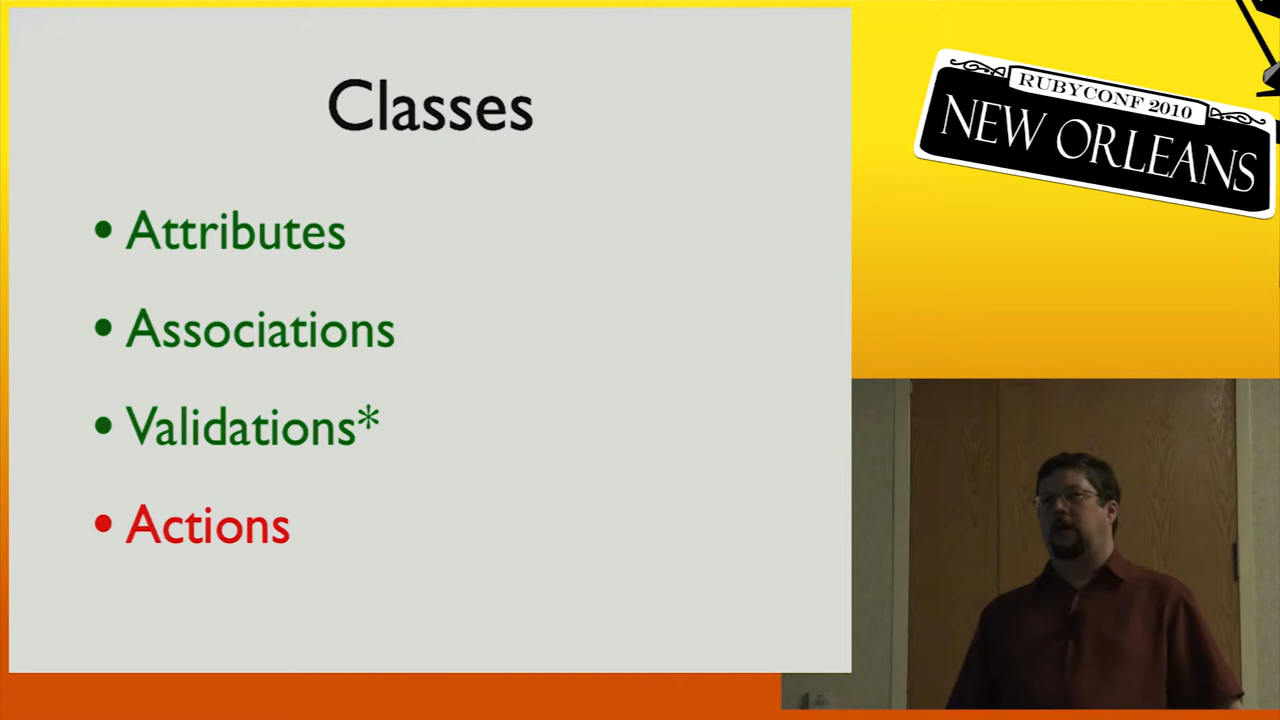 Classes
• Attributes
• Associations
• Validations*
• Actions
RUBYCONF 2010
NEW ORLEANS